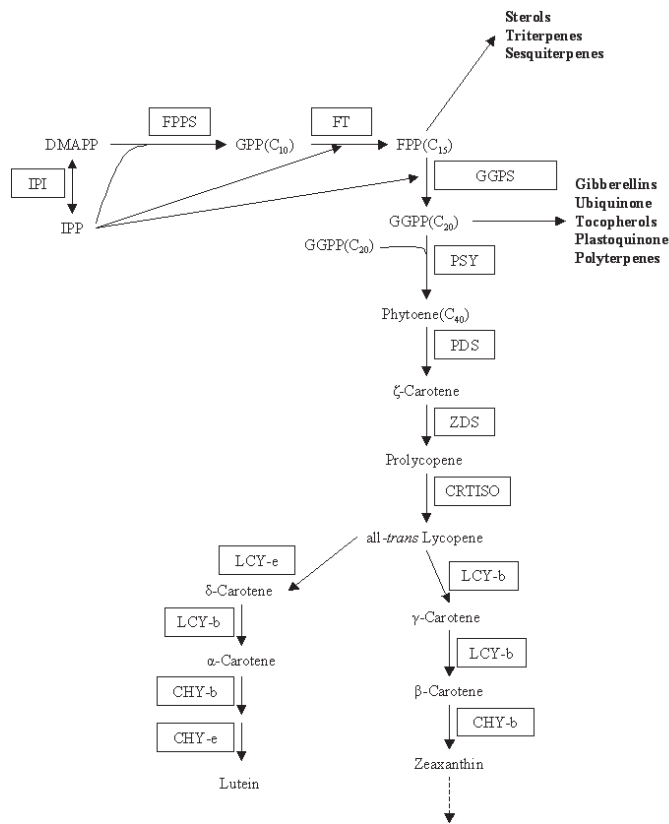 Sterols
Triterpenes
Sesquiterpenes
FPPS
FT
DMAPP
GPP(C10)
FPP(C15)
IPI
GGPS
IPP
GGPP(C20)
Gibberellins
Ubiquinone
Tocopherols
Plastoquinone
Polyterpenes
GGPP(C20)
PSY
Phytoene(C40)
PDS
ζ-Carotene
ZDS
Prolycopene
CRTISO
all-trans Lycopene
LCY-e
LCY-b
δ-Carotene
γ-Carotene
LCY-b
LCY-b
α-Carotene
β-Carotene
CHY-b
CHY-b
CHY-e
Zeaxanthin
Lutein